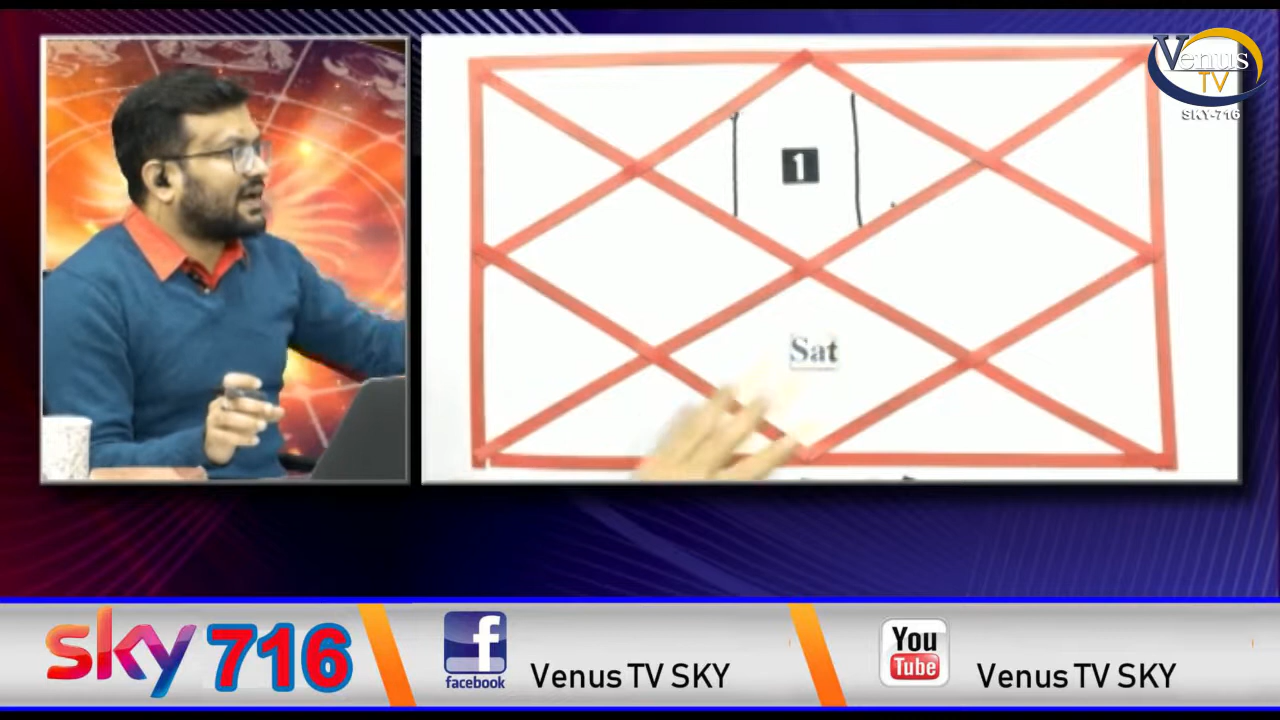 Venus
TV
SKY-716
1
Sat
sky 716
f
facebook
Venus TV SKY
You
Tube
Venus TV SKY